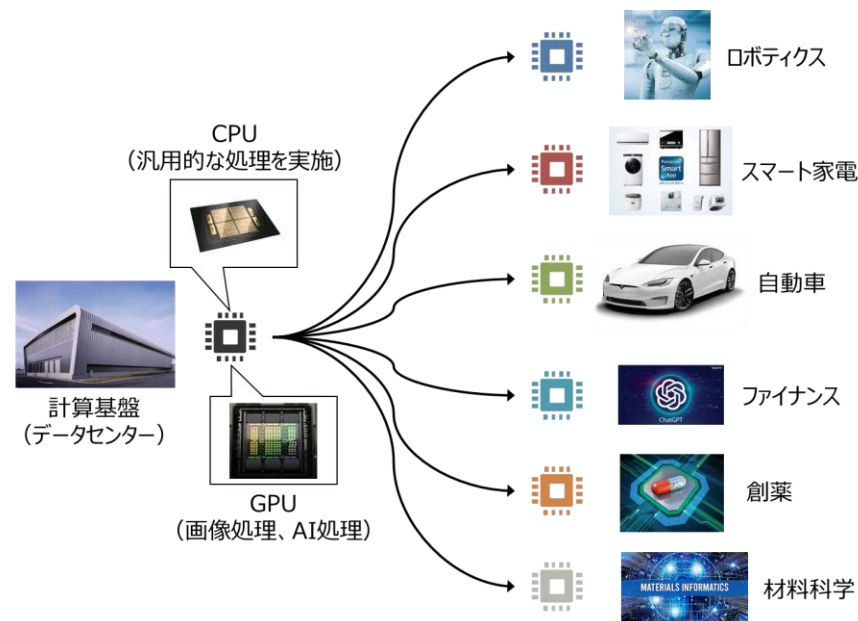 CPU
(汎用的な処理を実施)
計算基盤
(データセンター)
GPU
(画像処理、AI処理)
ロボティクス
Smart
App
スマート家電
自動車
ChatGPT
ファイナンス
創薬
MATERIALS INFORMATICS
材料科学